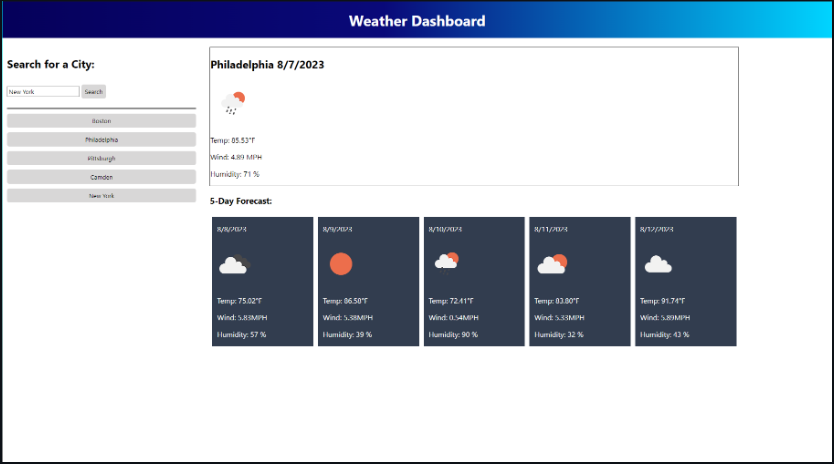 Weather Dashboard
Search for a City:
New York
Search
Boston
Philadelphia
Pittsburgh
Camden
New York
Philadelphia 8/7/2023
Temp: 85.53°F
Wind: 4.89 MPH
Humidity: 71 %
5-Day Forecast:
8/8/2023
Temp: 75.02°F
Wind: 5.83MPH
Humidity: 57 %
8/9/2023
Temp: 86.58°F
Wind: 5.38MPH
Humidity: 39 %
8/10/2023
Temp: 72.41°F
Wind: 0.54MPH
Humidity: 90 %
8/11/2023
Temp: 83.80°F
Wind: 5.33MPH
Humidity: 32 %
8/12/2023
Temp: 91.74°F
Wind: 5.89MPH
Humidity: 43 %